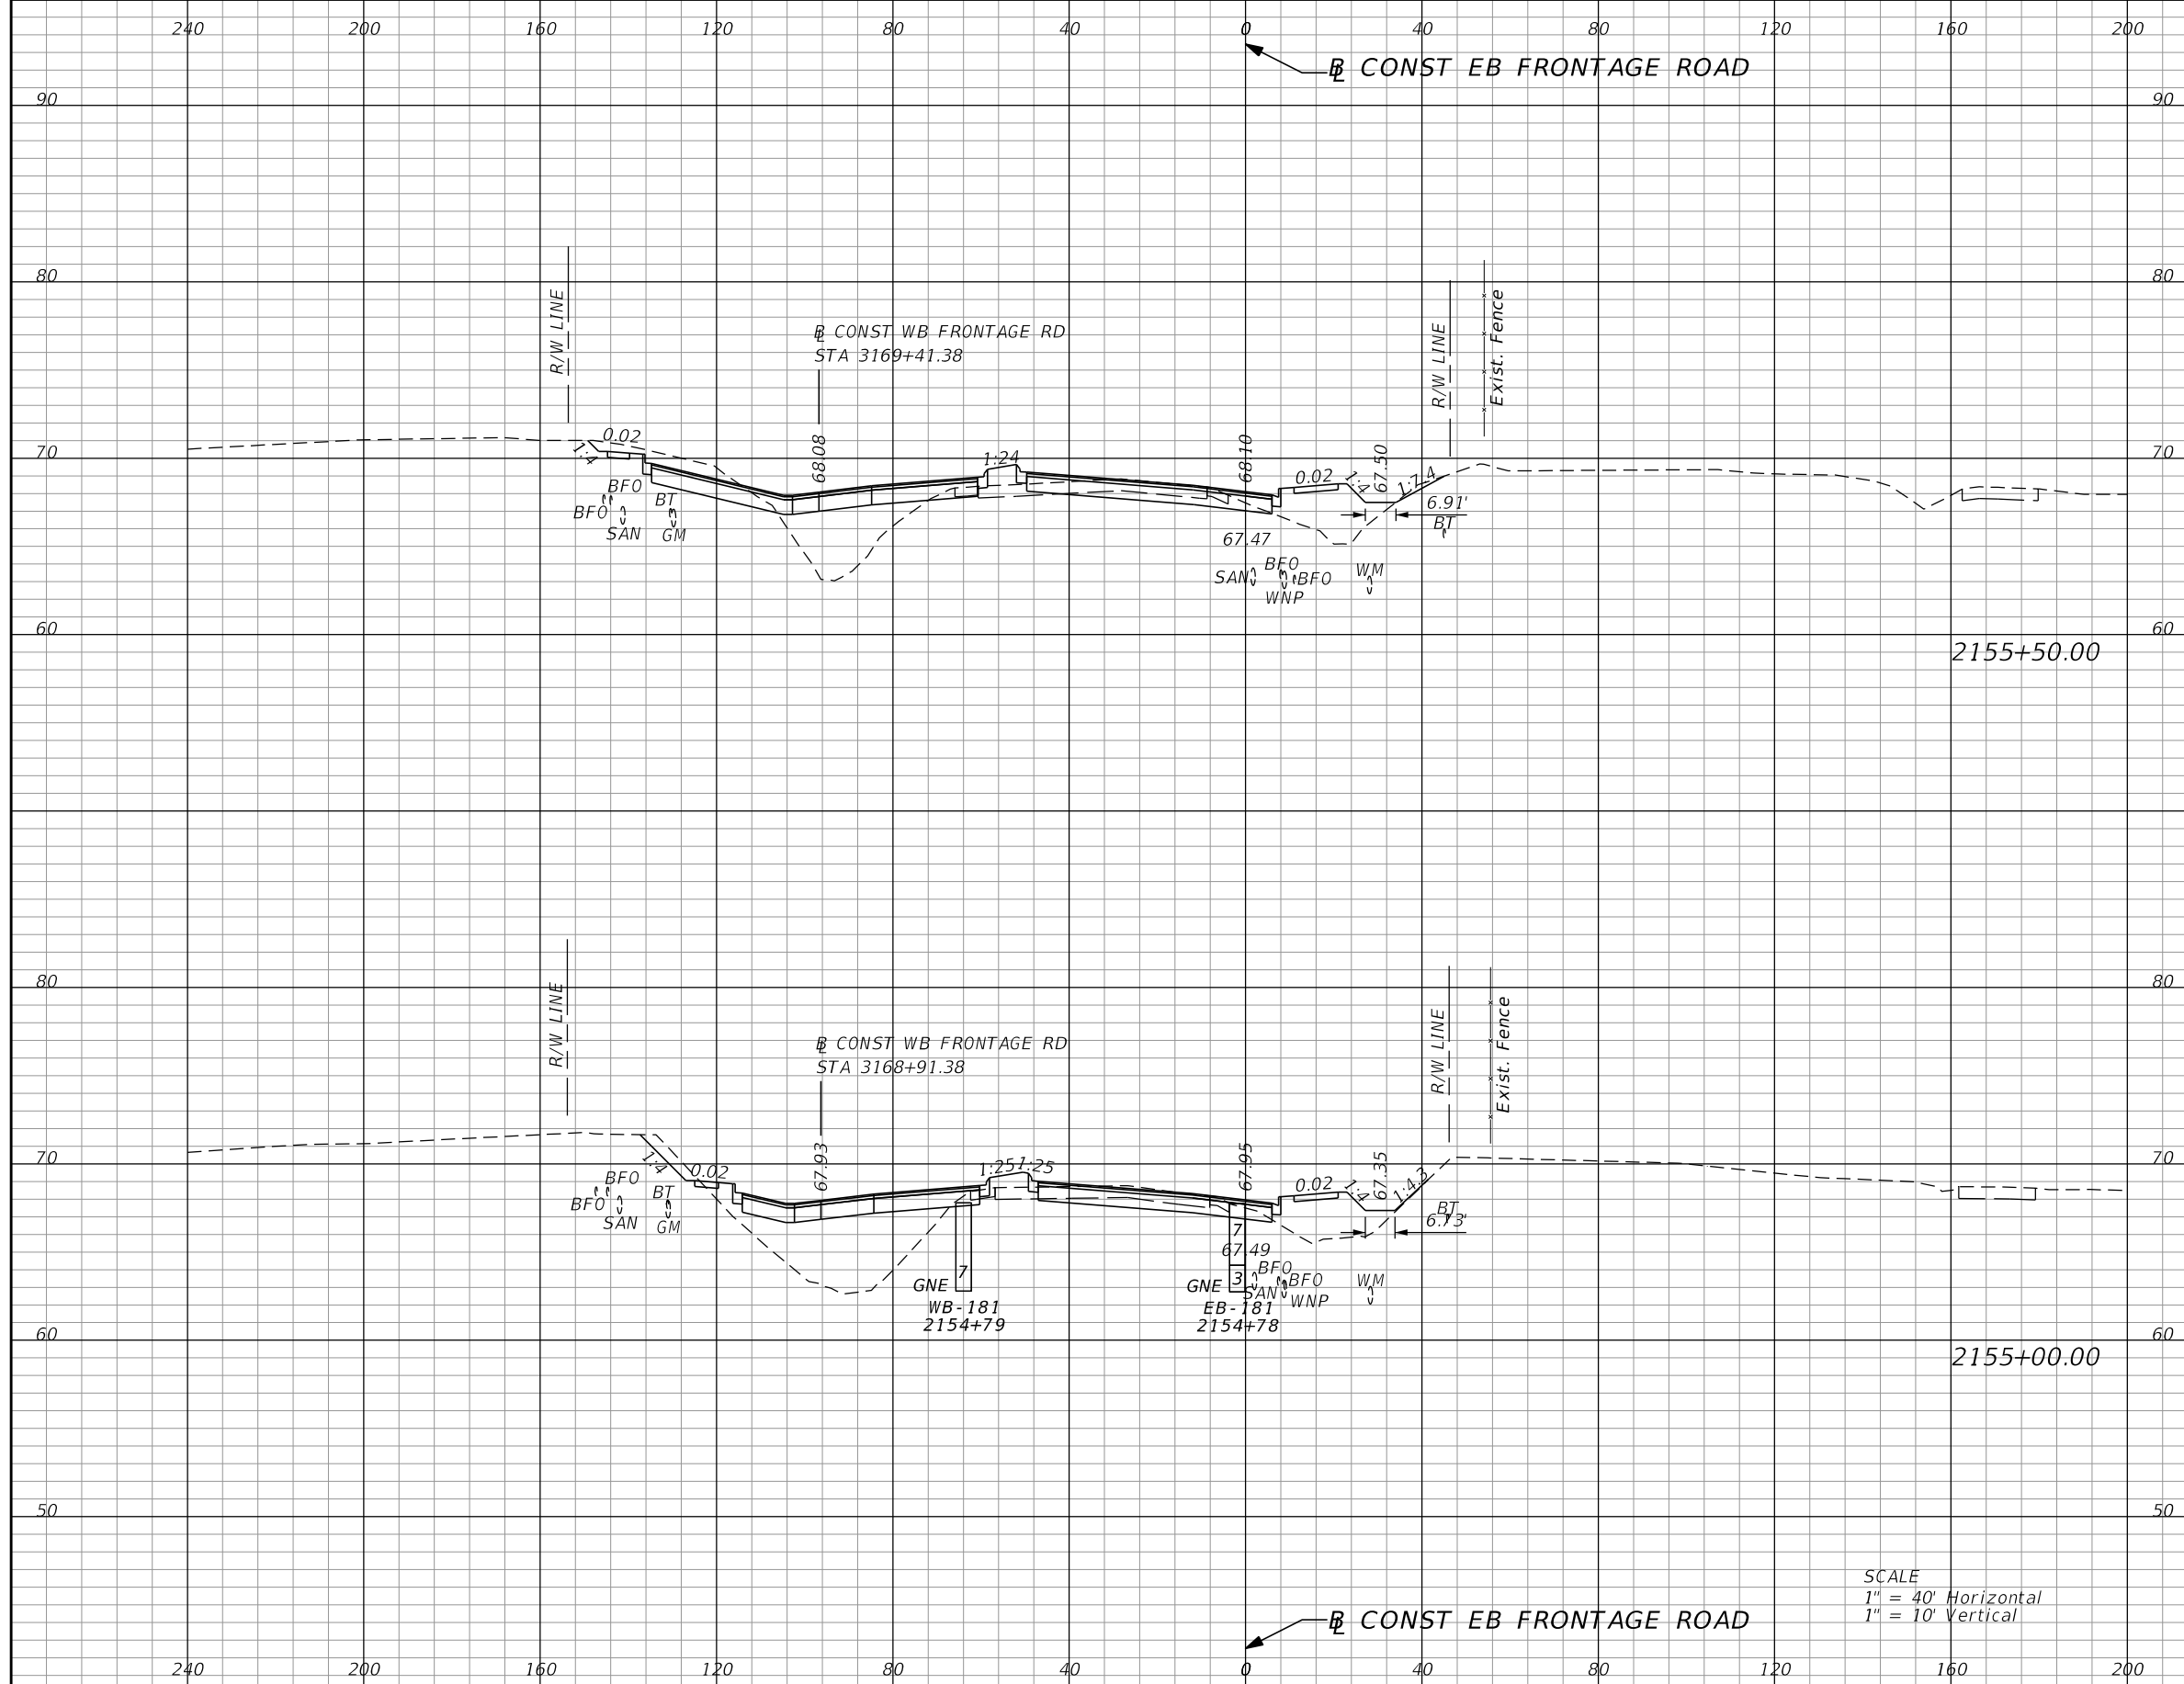 240 200 160 120 80 40 0 40 80 120 160 200
BL CONST EB FRONTAGE ROAD
90 90
80 80
R/W LINE
BL CONST WB FRONTAGE RD
STA 3169+41.38
R/W LINE
Exist. Fence
70 70
1:4
0.02
68.08
1:24
68.10
0.02
1:4
67.50
1:7.4
6.91'
BFO
BFO
SAN
BT
GM
67.47
SAN
BFO
BFO
WNP
WM
BT
60 60
2155+50.00
80 80
R/W LINE
BL CONST WB FRONTAGE RD
STA 3168+91.38
R/W LINE
Exist. Fence
70 70
1:4
0.02
67.93
1:25
1:25
67.95
0.02
1:4
67.35
1:4.3
BT
6.73'
BFO
BFO
SAN
BT
GM
7
GNE
WB-181
2154+79
7
67.49
3
GNE
EB-181
2154+78
BFO
SAN
BFO
WNP
WM
60 60
2155+00.00
50 50
SCALE
1" = 40' Horizontal
1" = 10' Vertical
BL CONST EB FRONTAGE ROAD
240 200 160 120 80 40 0 40 80 120 160 200